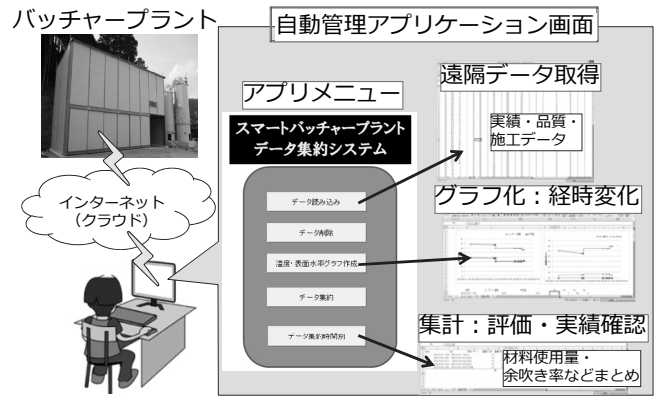 バッチャープラント
自動管理アプリケーション画面
アプリメニュー
スマートバッチャープラント
データ集約システム
データ読み込み
データ削除
温度・表面水率グラフ作成
データ集約
データ集約時間別
インターネット
（クラウド）
遠隔データ取得
実績・品質・
施工データ
グラフ化：経時変化
集計：評価・実績確認
材料使用量・
余吹き率などまとめ